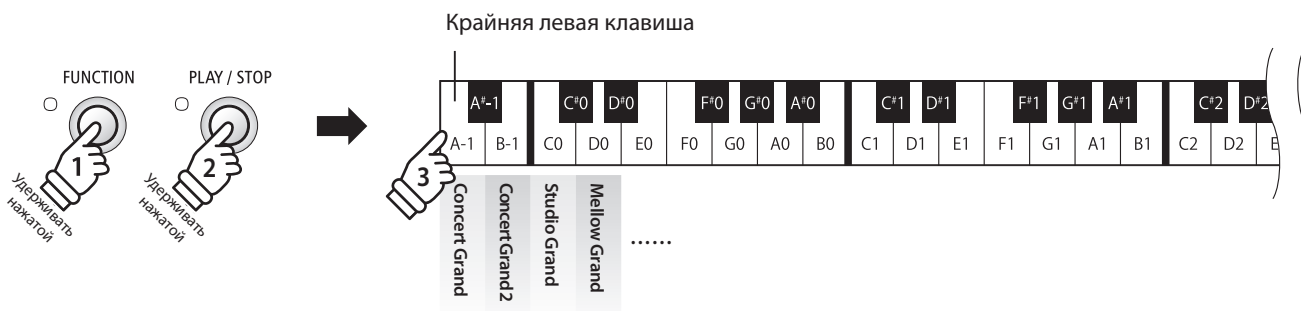 Крайняя левая клавиша
FUNCTION
PLAY / STOP
1
Удерживать
нажатой
2
Удерживать
нажатой
A#-1
C#0 D#0
F#0 G#0 A#0
C#1 D#1
F#1 G#1 A#1
C#2 D#2
A-1 B-1 C0 D0 E0 F0 G0 A0 B0 C1 D1 E1 F1 G1 A1 B1 C2 D2 E
3
Concert Grand
Concert Grand 2
Studio Grand
Mellow Grand
......